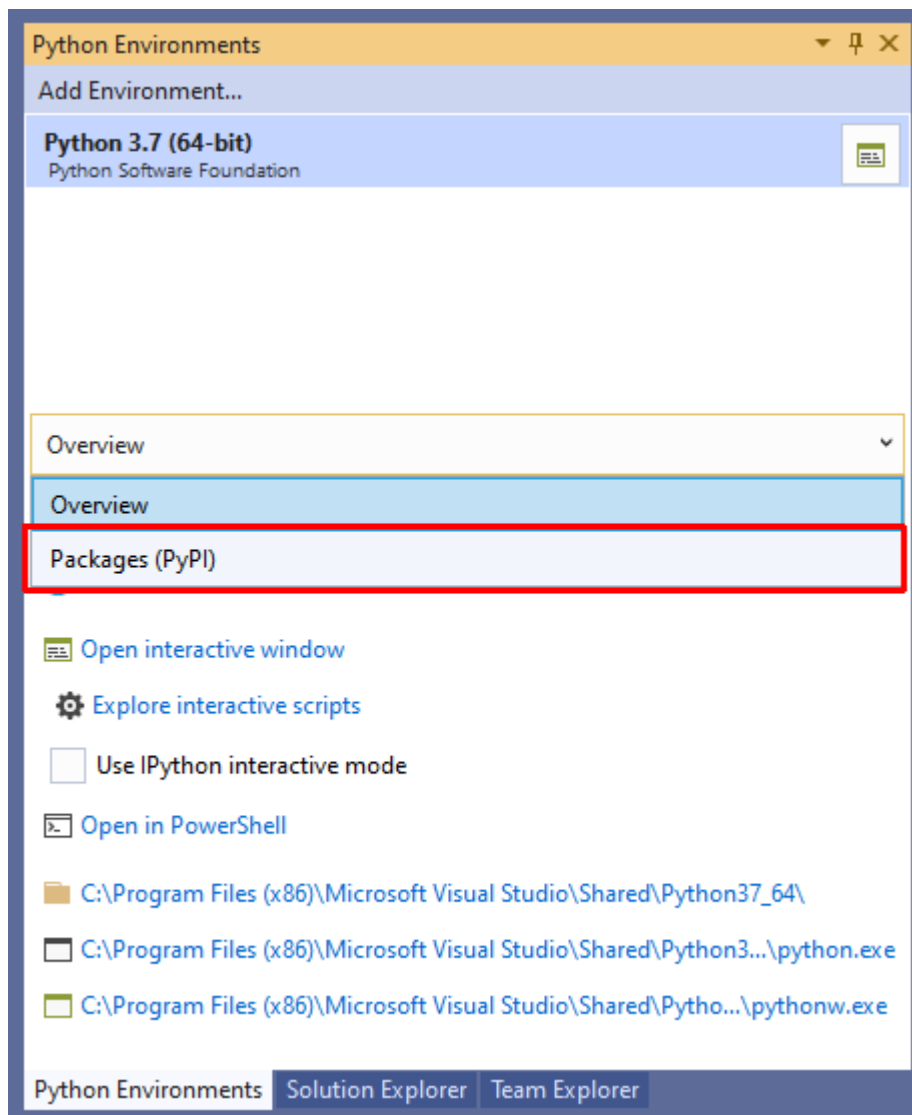 Python Environments
Add Environment...
Python 3.7 (64-bit)
Python Software Foundation
Overview
Overview
Packages (PyPI)
Open interactive window
Explore interactive scripts
Use IPython interactive mode
Open in PowerShell
C:\Program Files (x86)\Microsoft Visual Studio\Shared\Python37_64\
C:\Program Files (x86)\Microsoft Visual Studio\Shared\Python3...\python.exe
C:\Program Files (x86)\Microsoft Visual Studio\Shared\Pytho...\pythonw.exe
Python Environments Solution Explorer Team Explorer